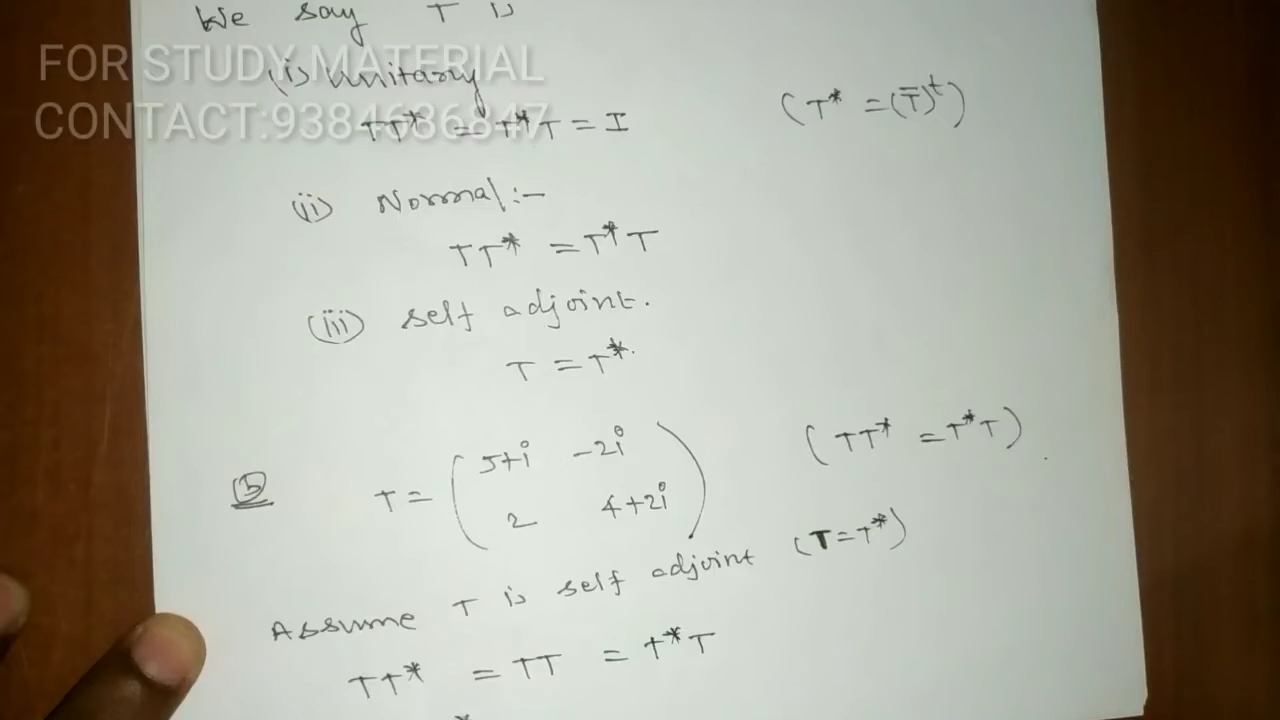 We say T is
FOR STUDY MATERIAL
(i) Unitary
CONTACT:9384686847
TT* = T*T = I (T* = (T̄)ᵗ)
(ii) Normal:-
TT* = T*T
(iii) self adjoint.
T = T*.
(b) T = ( 5+i -2i (TT* = T*T)
2 4+2i )
Assume T is self adjoint (T=T*)
TT* = TT = T*T